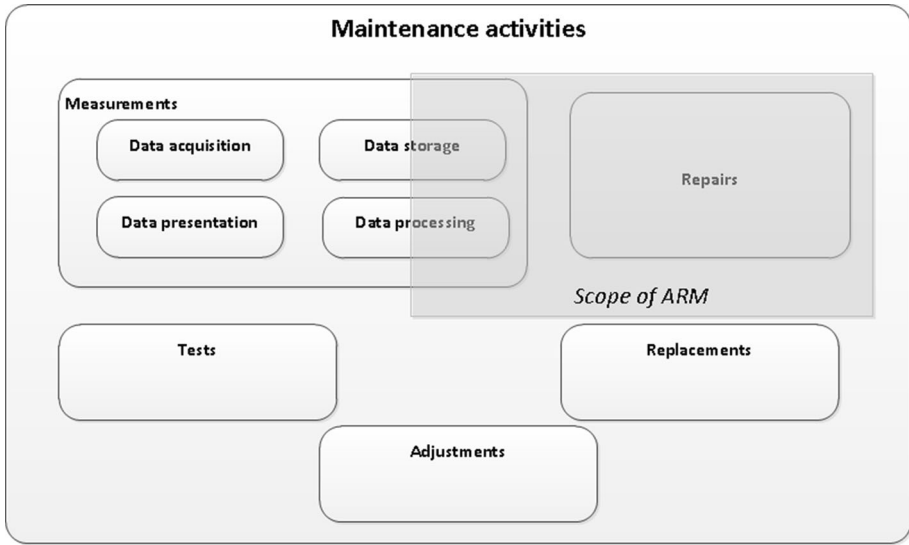 Maintenance activities
Measurements
Data acquisition
Data storage
Data presentation
Data processing
Repairs
Scope of ARM
Tests
Replacements
Adjustments